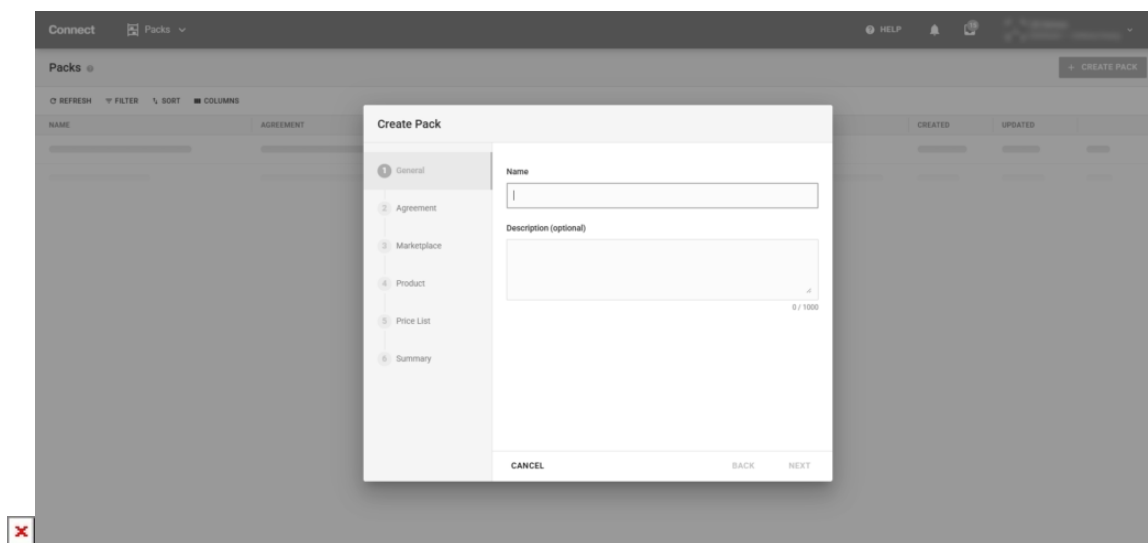 Connect Packs HELP
Packs
+ CREATE PACK
REFRESH FILTER SORT COLUMNS
NAME AGREEMENT CREATED UPDATED
Create Pack
1 General
2 Agreement
3 Marketplace
4 Product
5 Price List
6 Summary
Name
Description (optional)
0 / 1000
CANCEL BACK NEXT